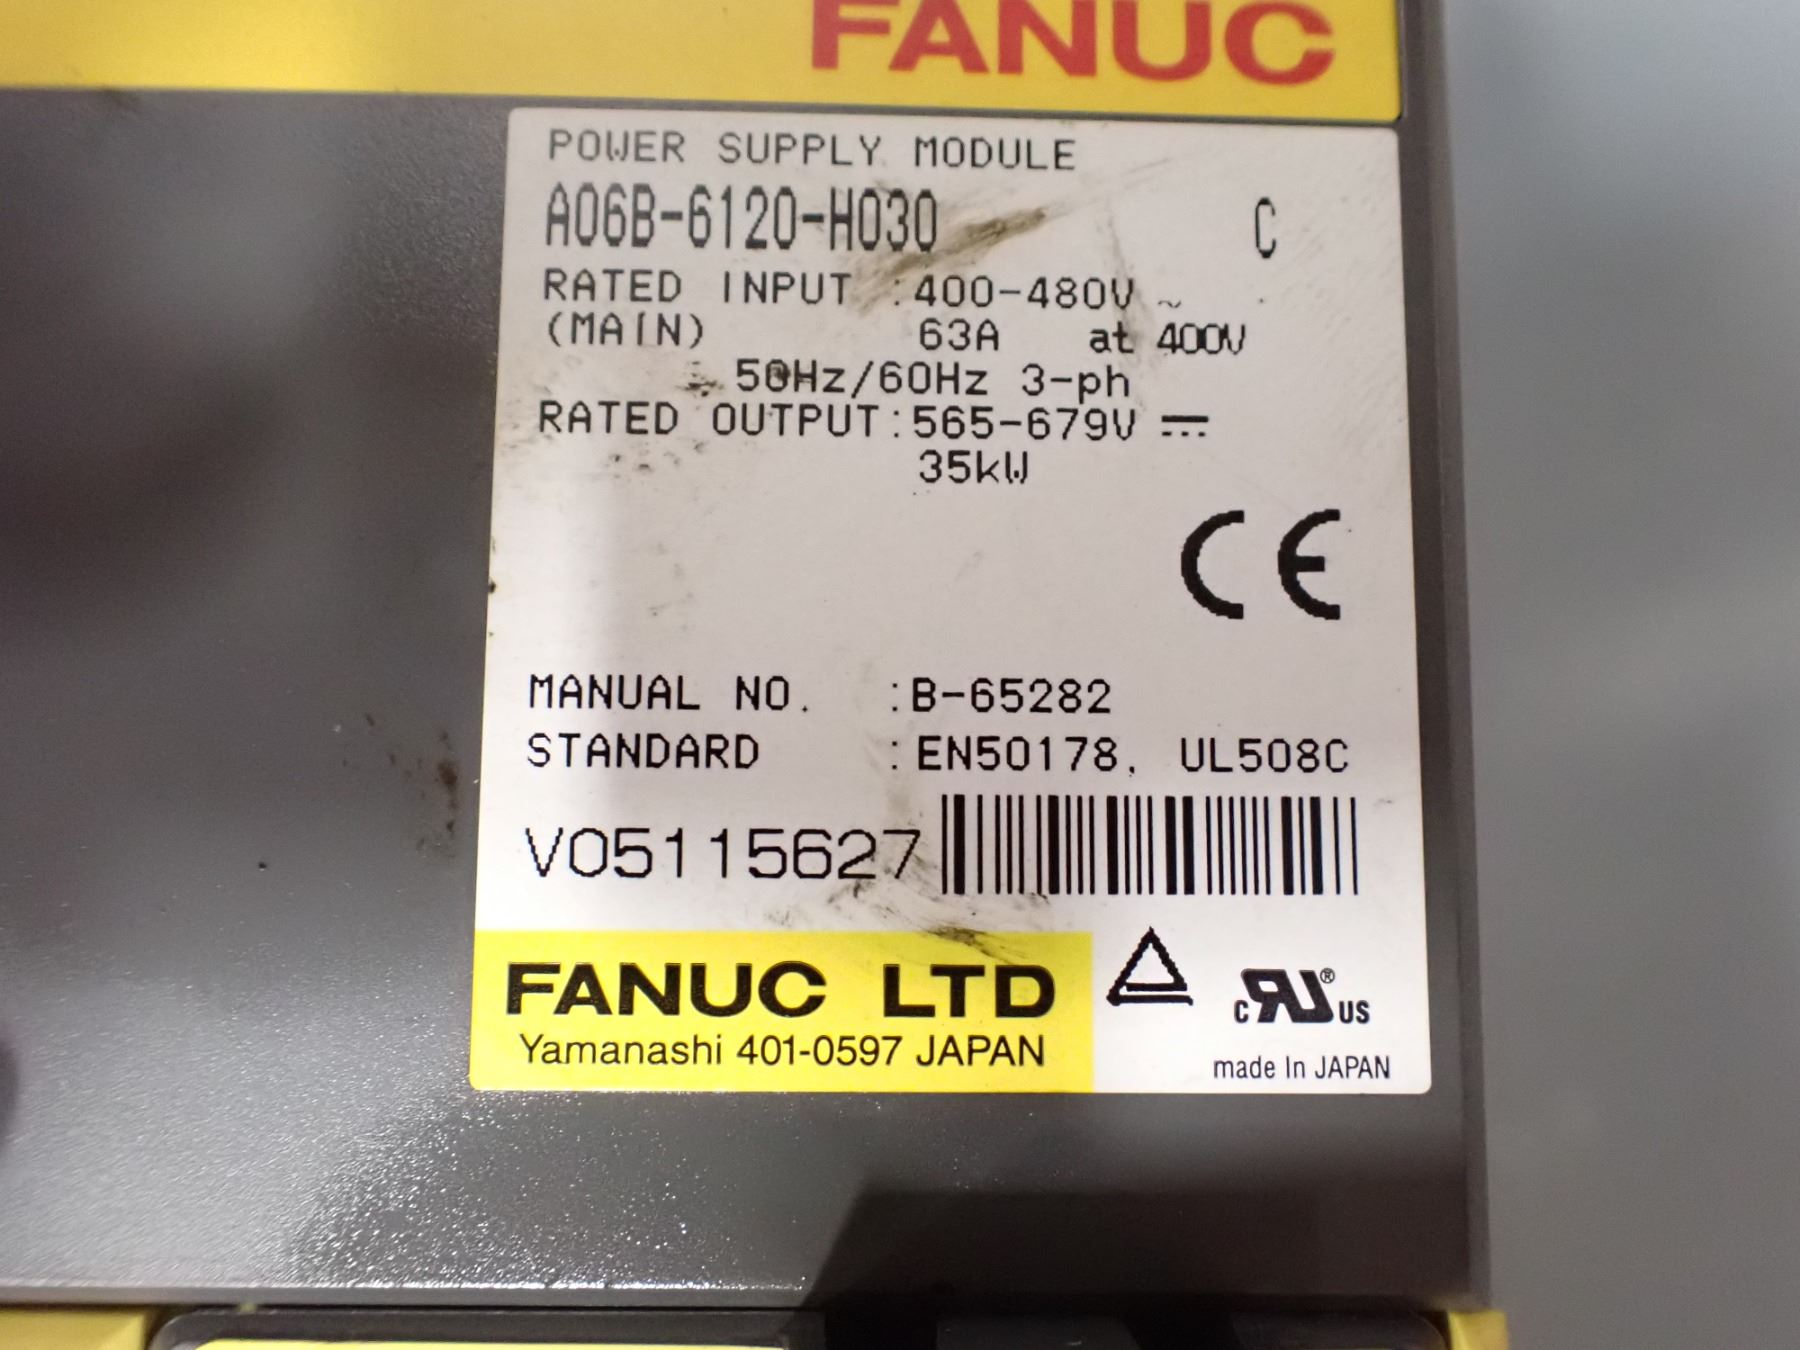 FANUC
POWER SUPPLY MODULE
A06B-6120-H030 C
RATED INPUT :400-480V ~
(MAIN) 63A at 400V
50Hz/60Hz 3-ph
RATED OUTPUT:565-679V ⎓
35kW
CE
MANUAL NO. :B-65282
STANDARD :EN50178, UL508C
V05115627
FANUC LTD
Yamanashi 401-0597 JAPAN
c RU ® US
made In JAPAN